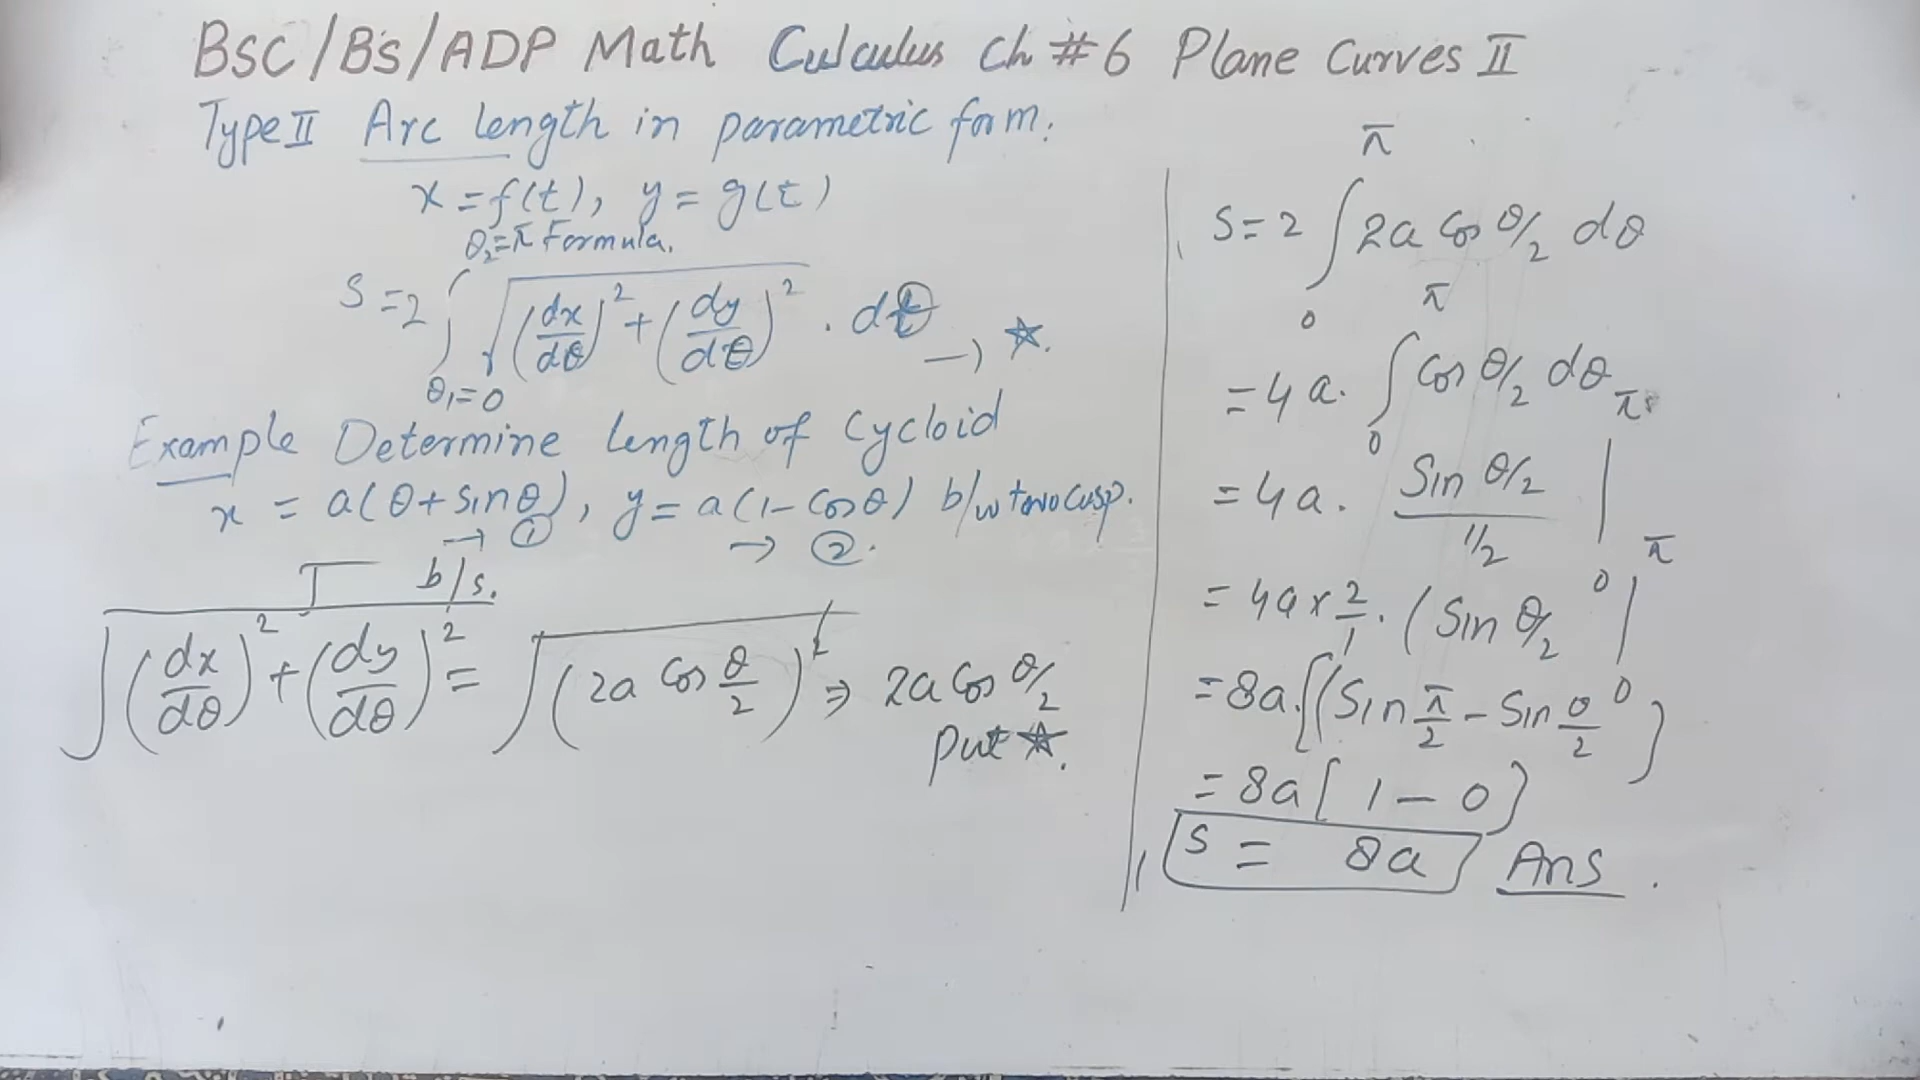 BSC/BS/ADP Math Culculus Ch #6 Plane Curves II
Type II Arc length in parametric form.
x = f(t), y = g(t)
θ₂=π Formula.
S = 2 ∫ √((dx/dθ)² + (dy/dθ)²) . dθ → ☆.
θ₁=0
Example Determine length of Cycloid
x = a(θ + sinθ), y = a(1 - Cosθ) b/w two Cusp.
→ ① → ②.
√ b/s.
√((dx/dθ)² + (dy/dθ)²) = √((2a Cos θ/2)²) ⇒ 2a Cos θ/2
Put ☆.
π
S = 2 ∫ 2a Cos θ/2 dθ
0 π
= 4a. ∫ Cos θ/2 dθ
0 π
= 4a. Sin θ/2 / 1/2 |
0 π
= 4a x 2/1 . (Sin θ/2 |
0
= 8a.[(Sin π/2 - Sin 0/2]
= 8a[1 - 0]
S = 8a Ans.